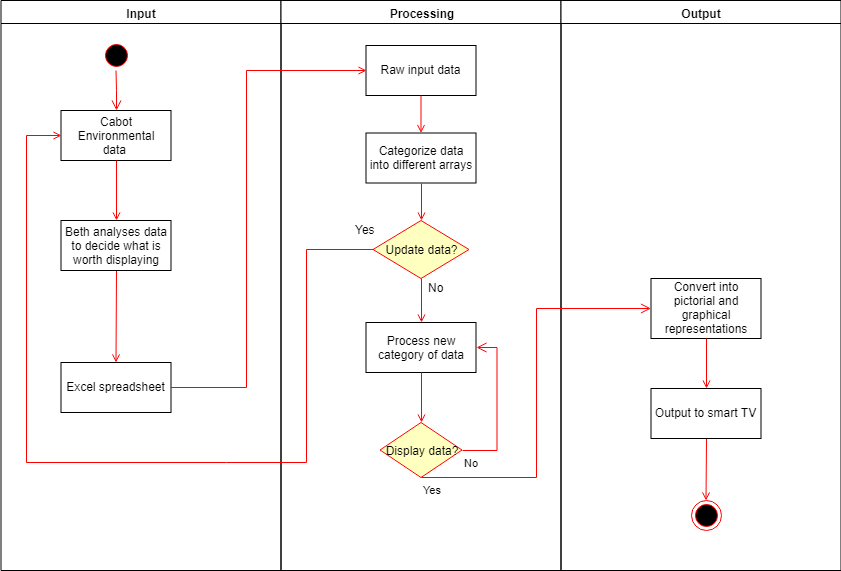 Input
Processing
Output
Cabot
Environmental
data
Beth analyses data
to decide what is
worth displaying
Excel spreadsheet
Raw input data
Categorize data
into different arrays
Yes
Update data?
No
Process new
category of data
Display data?
No
Yes
Convert into
pictorial and
graphical
representations
Output to smart TV